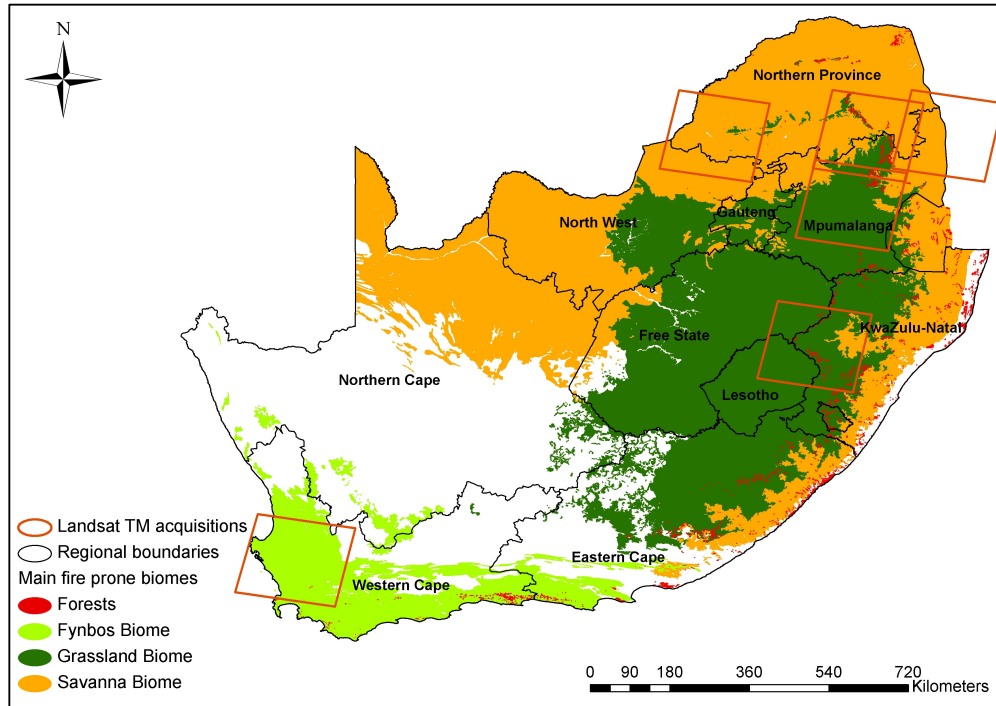 N
Northern Province
North West
Gauteng
Mpumalanga
Free State
KwaZulu-Natal
Northern Cape
Lesotho
Eastern Cape
Western Cape
Landsat TM acquisitions
Regional boundaries
Main fire prone biomes
Forests
Fynbos Biome
Grassland Biome
Savanna Biome
0 90 180 360 540 720
Kilometers